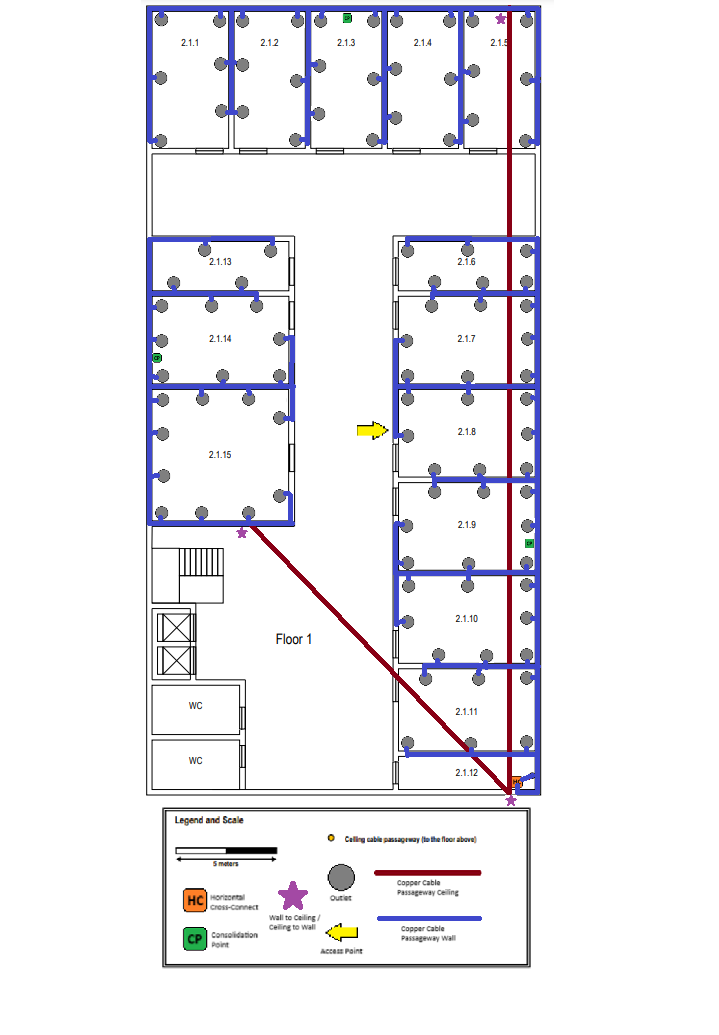 CP
2.1.1
2.1.2
2.1.3
2.1.4
2.1.5
2.1.13
2.1.6
2.1.14
2.1.7
CP
2.1.15
2.1.8
2.1.9
CP
2.1.10
Floor 1
WC
2.1.11
WC
2.1.12
HC
Legend and Scale
Ceiling cable passageway (to the floor above)
5 meters
HC
Horizontal
Cross-Connect
Wall to Ceiling /
Ceiling to Wall
Outlet
Copper Cable
Passageway Ceiling
CP
Consolidation
Point
Access Point
Copper Cable
Passageway Wall